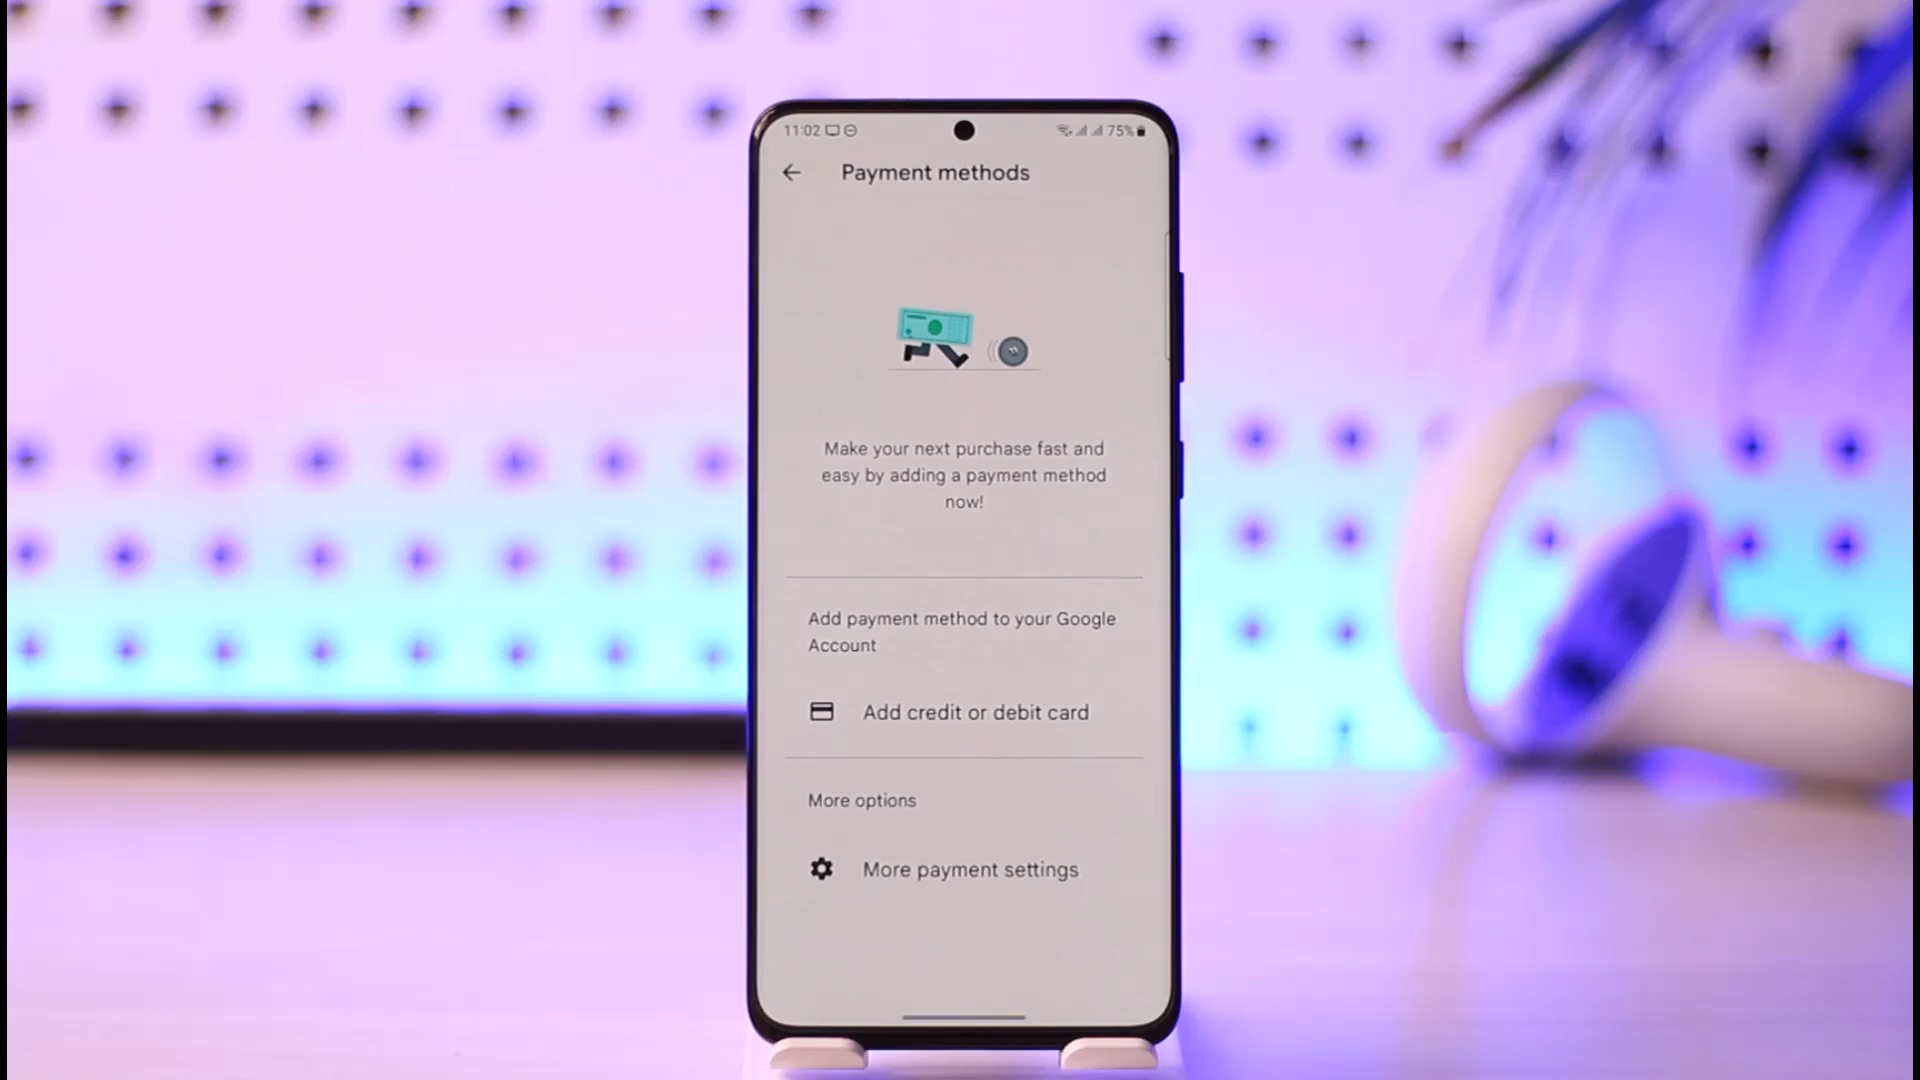 11:02
75%
Payment methods
Make your next purchase fast and
easy by adding a payment method
now!
Add payment method to your Google
Account
Add credit or debit card
More options
More payment settings